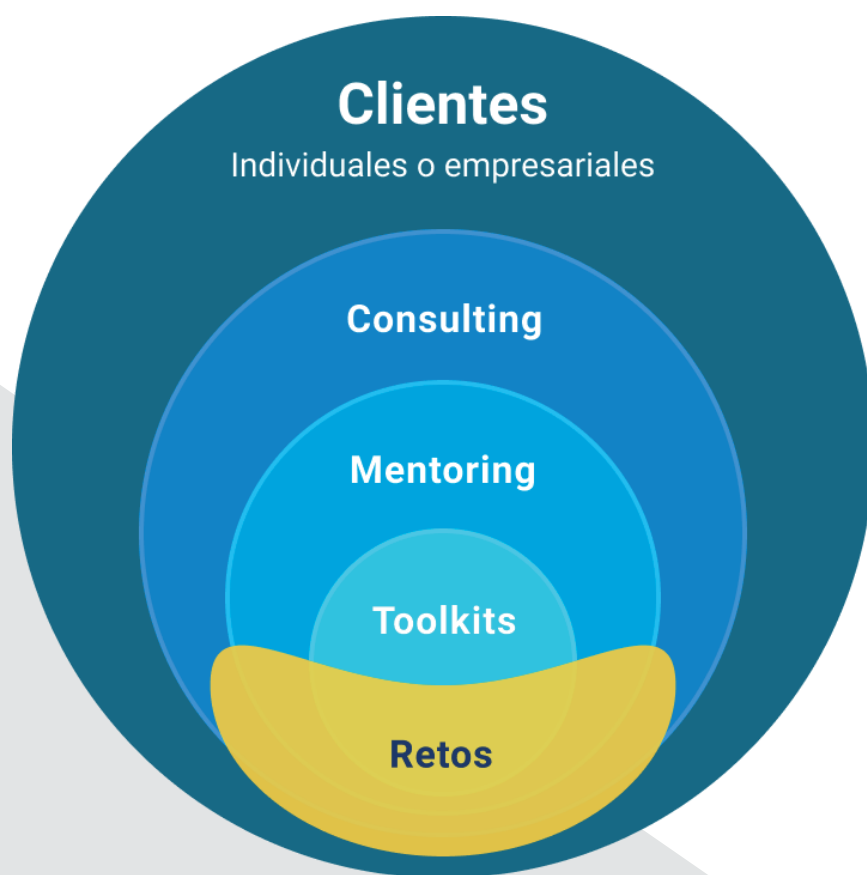 Clientes
Individuales o empresariales
Consulting
Mentoring
Toolkits
Retos